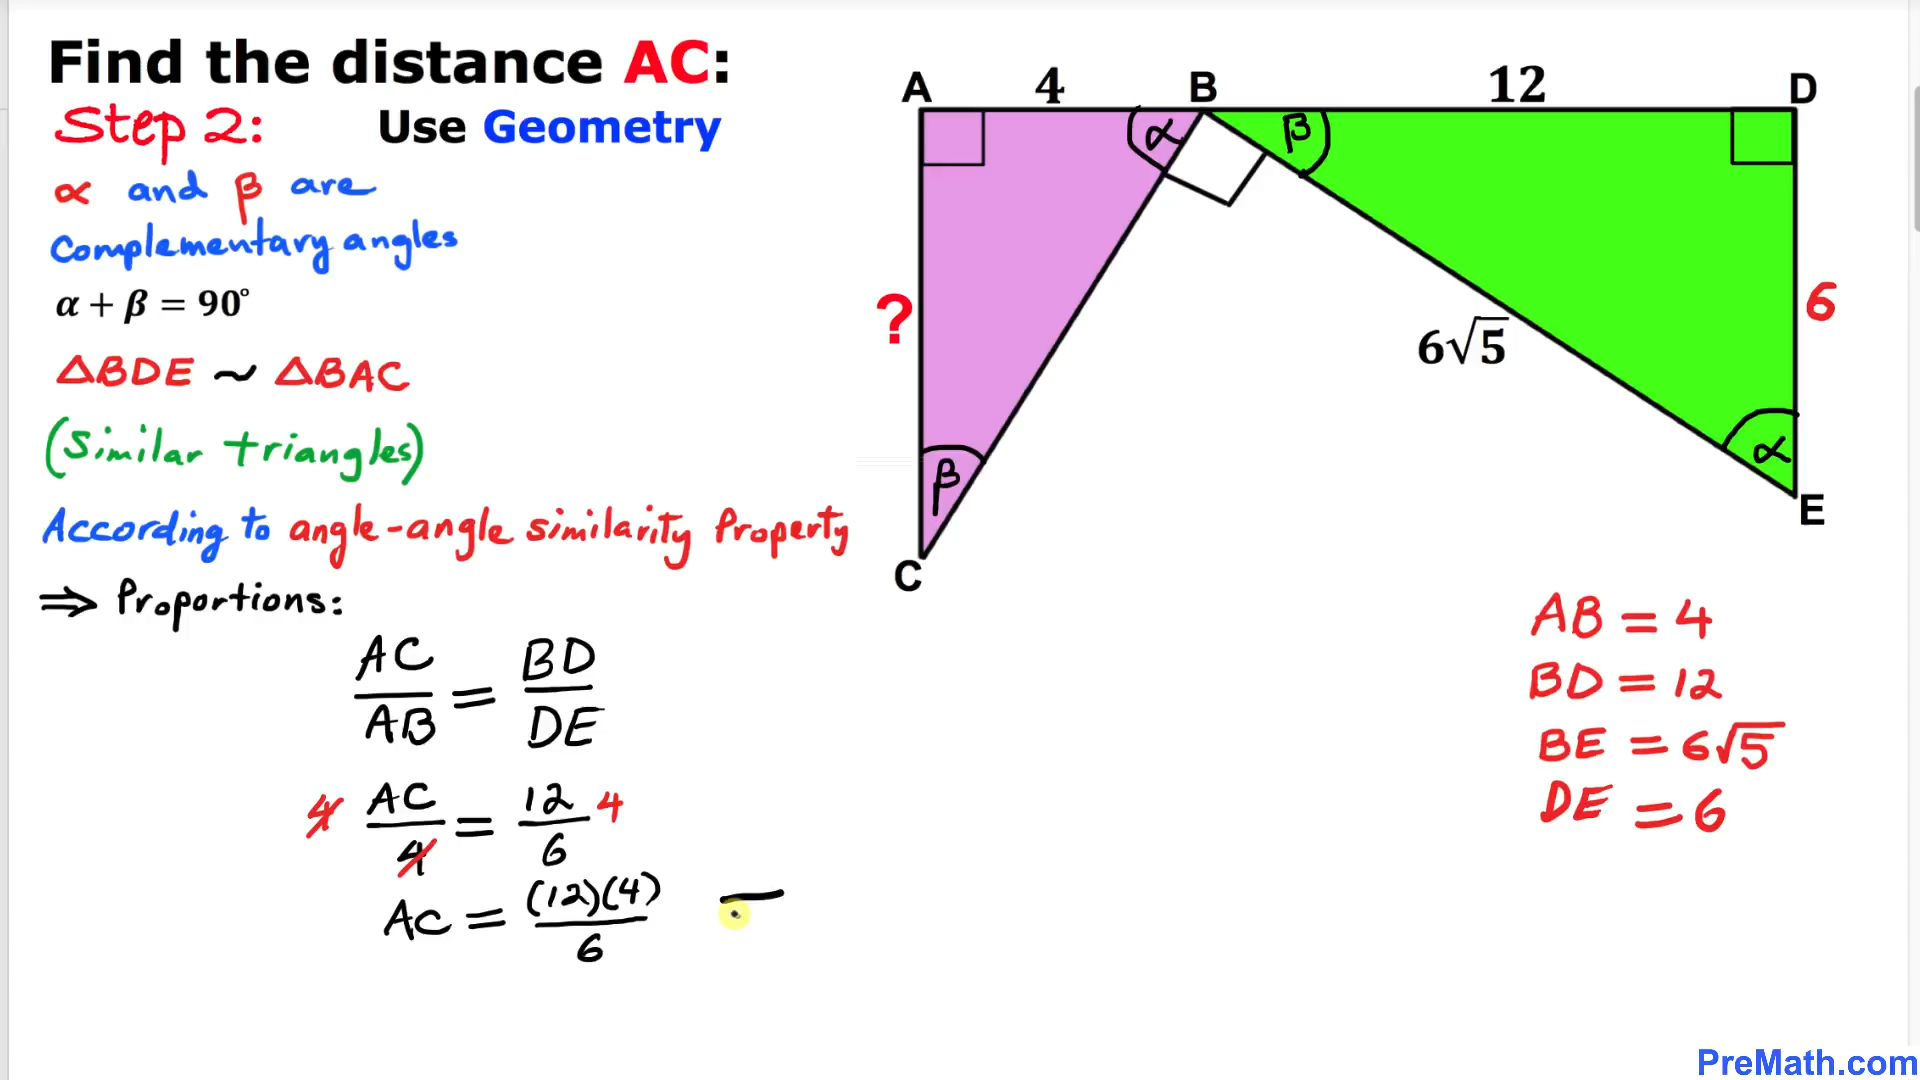 Find the distance AC:
Step 2: Use Geometry
α and β are
Complementary angles
α + β = 90°
△BDE ~ △BAC
(Similar triangles)
According to angle-angle similarity Property
⇒ Proportions:
AC/AB = BD/DE
4 AC/4 = 12/6 4
AC = (12)(4)/6
A 4 B 12 D
α β
?
6
6√5
β α
C E
AB = 4
BD = 12
BE = 6√5
DE = 6
PreMath.com